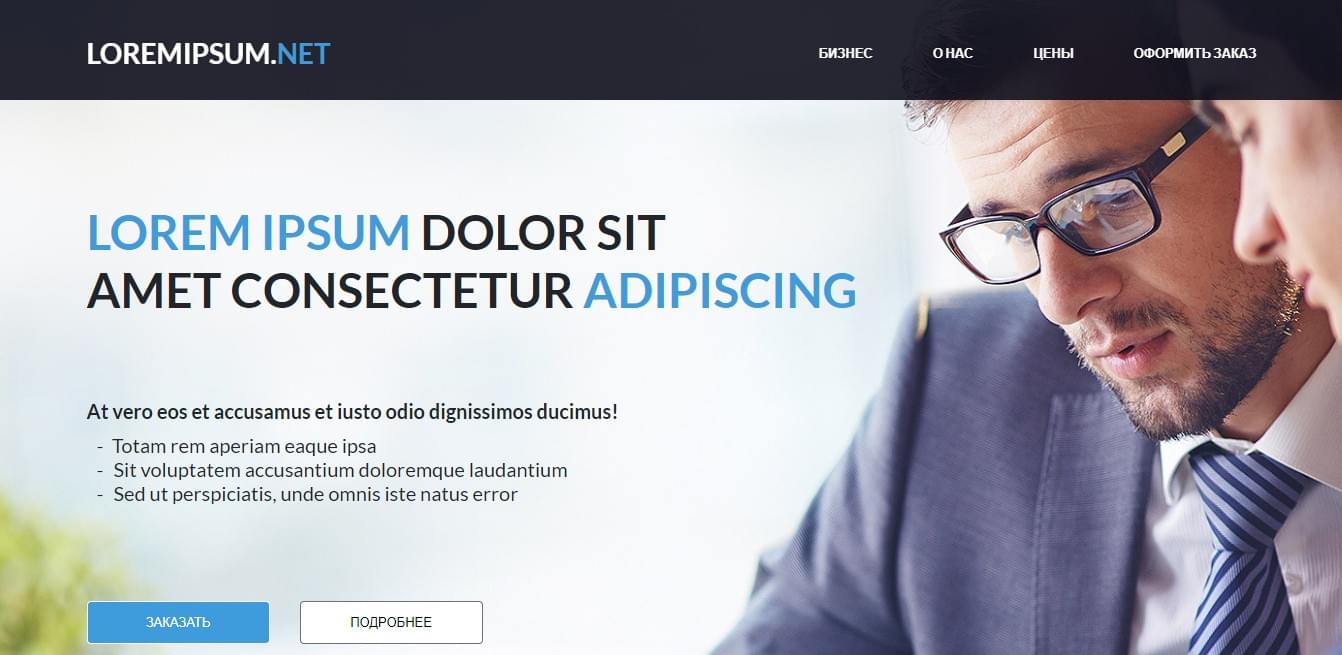 LOREMIPSUM.NET
БИЗНЕС
О НАС
ЦЕНЫ
ОФОРМИТЬ ЗАКАЗ
LOREM IPSUM DOLOR SIT
AMET CONSECTETUR ADIPISCING
At vero eos et accusamus et iusto odio dignissimos ducimus!
- Totam rem aperiam eaque ipsa
- Sit voluptatem accusantium doloremque laudantium
- Sed ut perspiciatis, unde omnis iste natus error
ЗАКАЗАТЬ
ПОДРОБНЕЕ